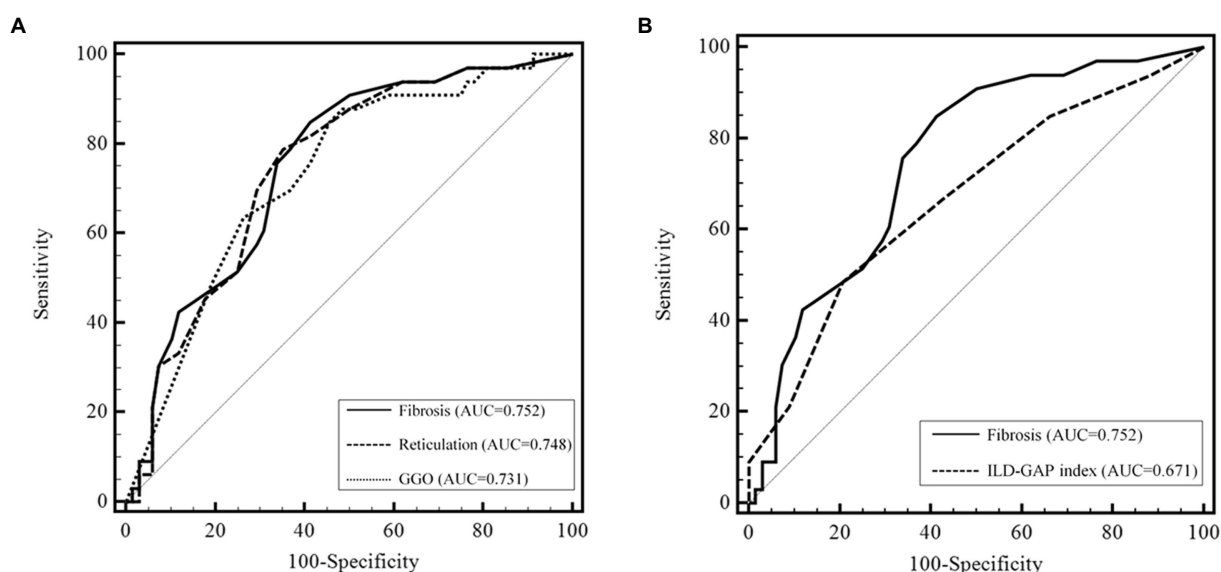 A
B
Sensitivity
100
80
60
40
20
0
Fibrosis (AUC=0.752)
Reticulation (AUC=0.748)
GGO (AUC=0.731)
0 20 40 60 80 100
100-Specificity
Sensitivity
100
80
60
40
20
0
Fibrosis (AUC=0.752)
ILD-GAP index (AUC=0.671)
0 20 40 60 80 100
100-Specificity